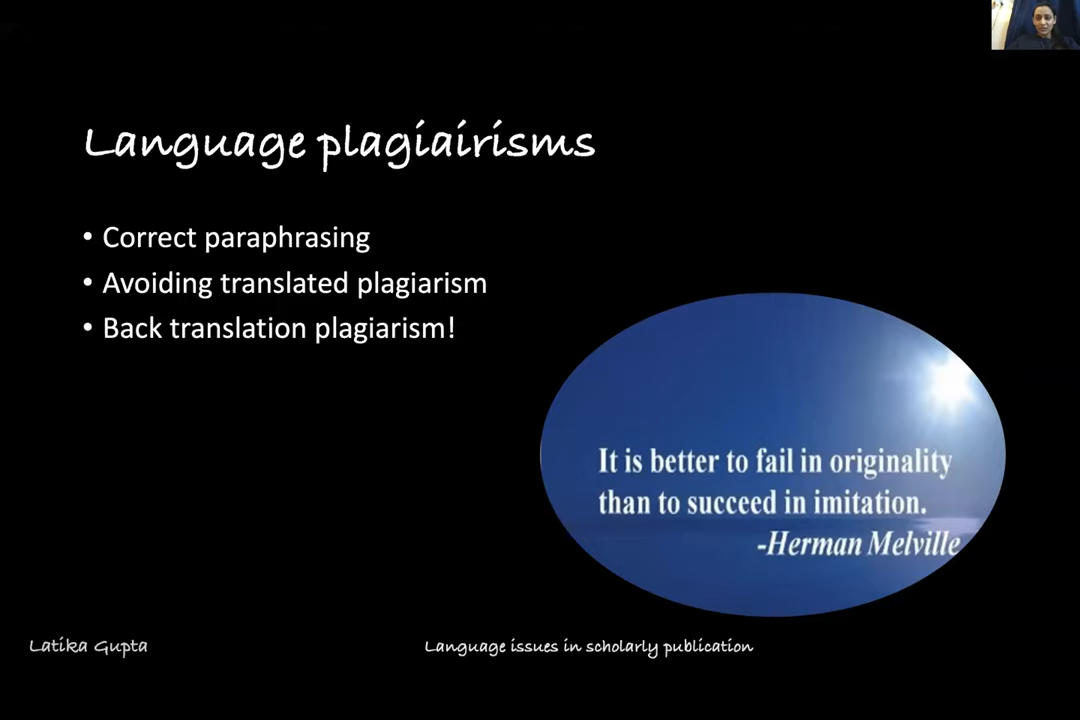 Language plagiairisms
• Correct paraphrasing
• Avoiding translated plagiarism
• Back translation plagiarism!
It is better to fail in originality
than to succeed in imitation.
-Herman Melville
Latika Gupta
Language issues in scholarly publication